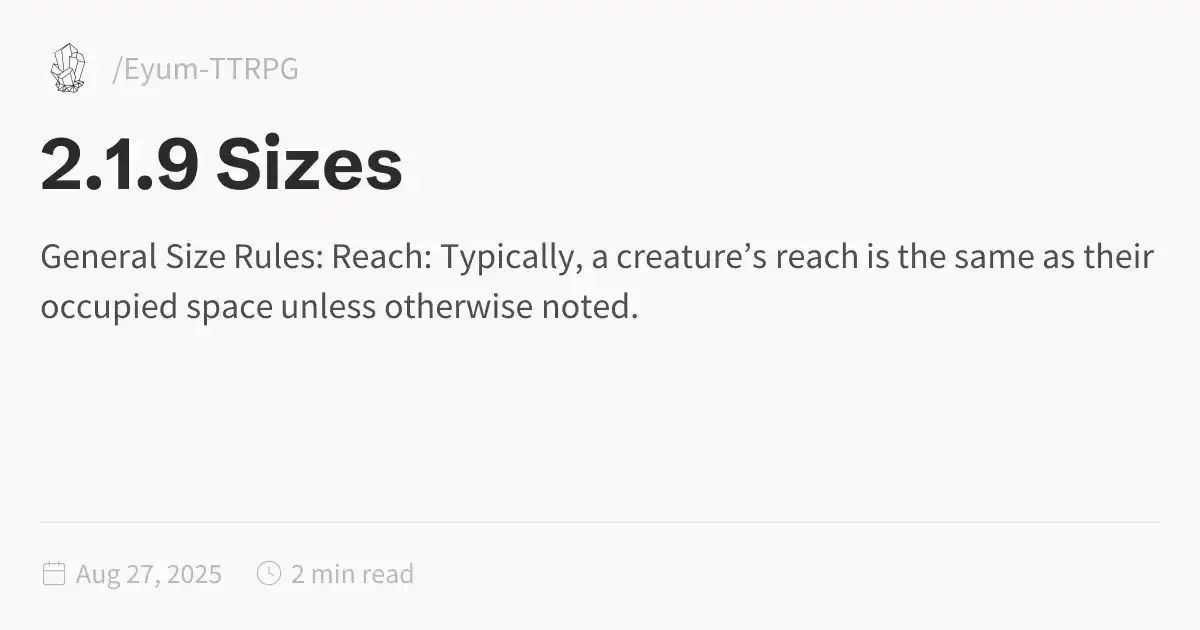 /Eyum-TTRPG
2.1.9 Sizes
General Size Rules: Reach: Typically, a creature’s reach is the same as their
occupied space unless otherwise noted.
Aug 27, 2025 2 min read